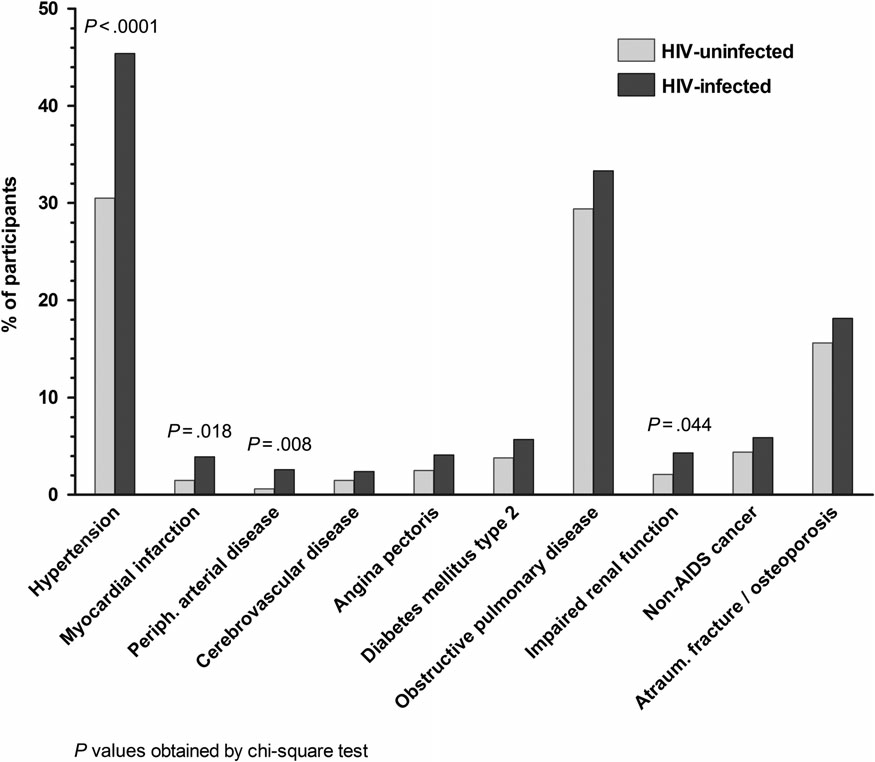 P < .0001
HIV-uninfected
HIV-infected
50
40
30
20
10
0
% of participants
P = .018
P = .008
P = .044
Hypertension
Myocardial infarction
Periph. arterial disease
Cerebrovascular disease
Angina pectoris
Diabetes mellitus type 2
Obstructive pulmonary disease
Impaired renal function
Non-AIDS cancer
Atraum. fracture / osteoporosis
P values obtained by chi-square test